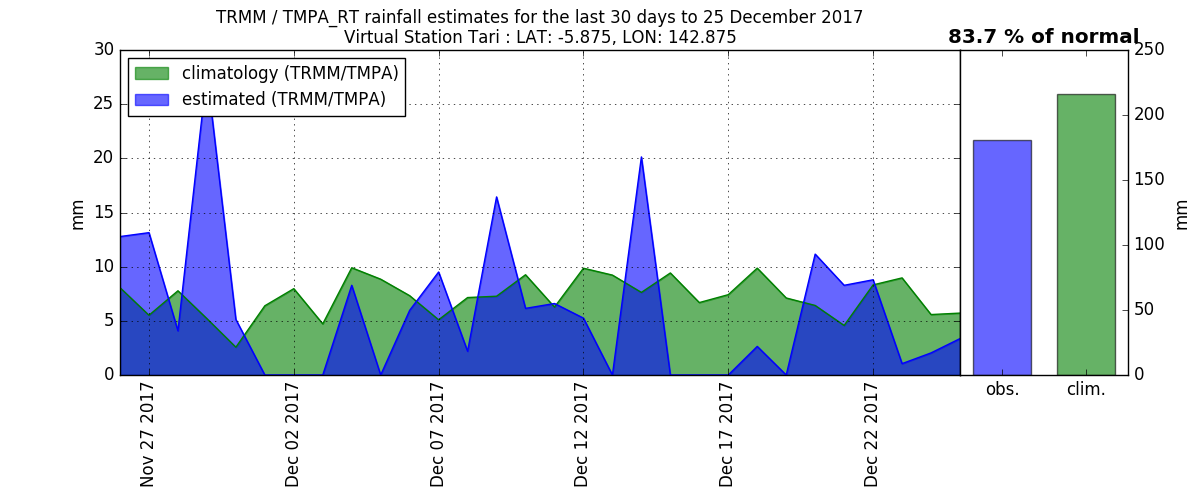 TRMM / TMPA_RT rainfall estimates for the last 30 days to 25 December 2017
Virtual Station Tari : LAT: -5.875, LON: 142.875
83.7 % of normal
climatology (TRMM/TMPA)
estimated (TRMM/TMPA)
mm
30
25
20
15
10
5
0
Nov 27 2017
Dec 02 2017
Dec 07 2017
Dec 12 2017
Dec 17 2017
Dec 22 2017
obs.
clim.
250
200
150
100
50
0
mm